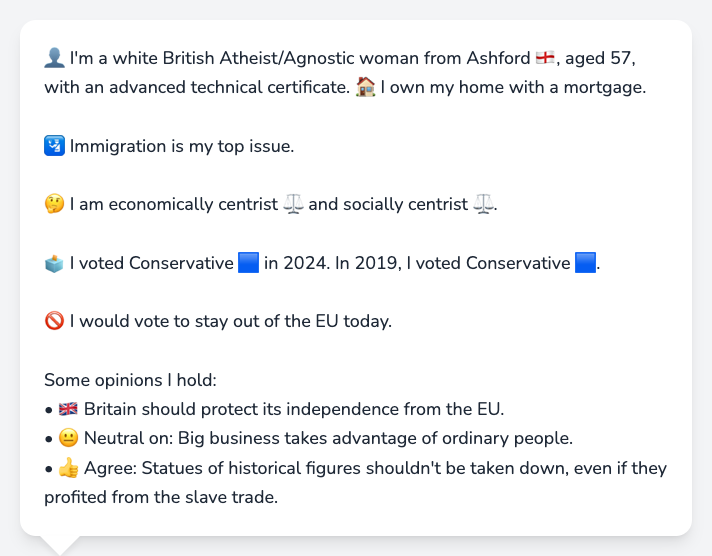 👤 I'm a white British Atheist/Agnostic woman from Ashford 🏴󠁧󠁢󠁥󠁮󠁧󠁿, aged 57,
with an advanced technical certificate. 🏠 I own my home with a mortgage.
🛂 Immigration is my top issue.
🤔 I am economically centrist ⚖️ and socially centrist ⚖️.
🗳️ I voted Conservative 🟦 in 2024. In 2019, I voted Conservative 🟦.
🚫 I would vote to stay out of the EU today.
Some opinions I hold:
• 🇬🇧 Britain should protect its independence from the EU.
• 😐 Neutral on: Big business takes advantage of ordinary people.
• 👍 Agree: Statues of historical figures shouldn't be taken down, even if they
profited from the slave trade.